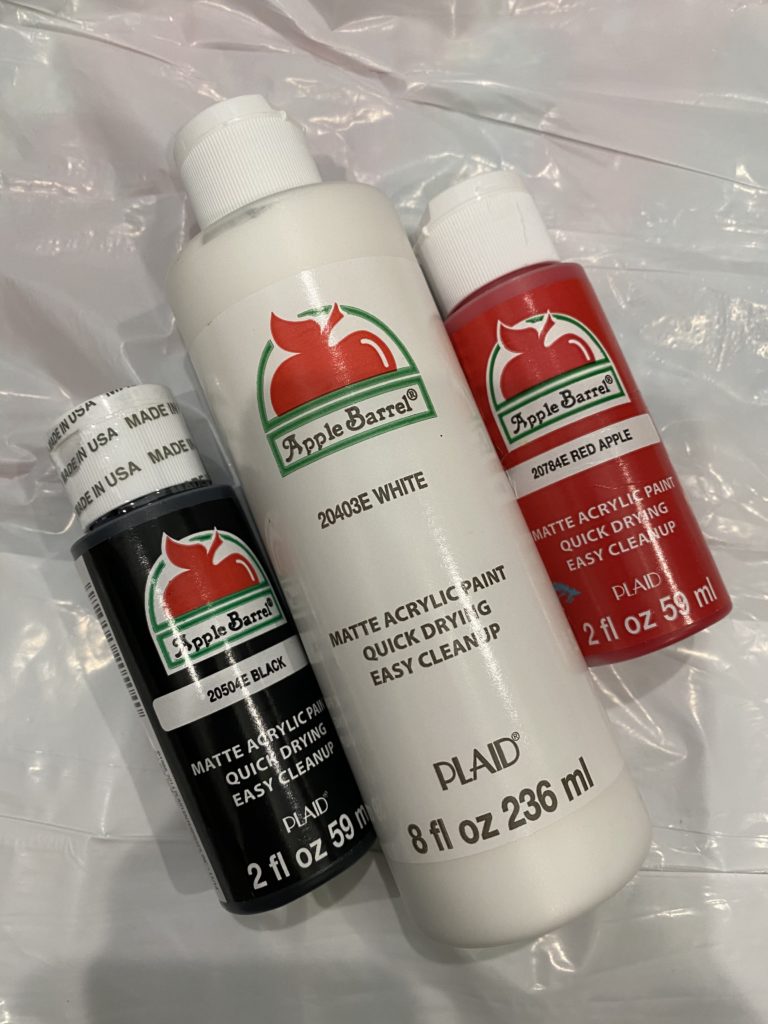 MADE IN USA MADE IN
MADE IN USA MADE IN
MADE IN USA MADE
Apple Barrel®
20504E BLACK
MATTE ACRYLIC PAINT
QUICK DRYING
EASY CLEANUP
PLAID®
2 fl oz 59 ml
Apple Barrel®
20403E WHITE
MATTE ACRYLIC PAINT
QUICK DRYING
EASY CLEANUP
PLAID®
8 fl oz 236 ml
Apple Barrel®
20784E RED APPLE
MATTE ACRYLIC PAINT
QUICK DRYING
EASY CLEANUP
PLAID
2 fl oz 59 ml